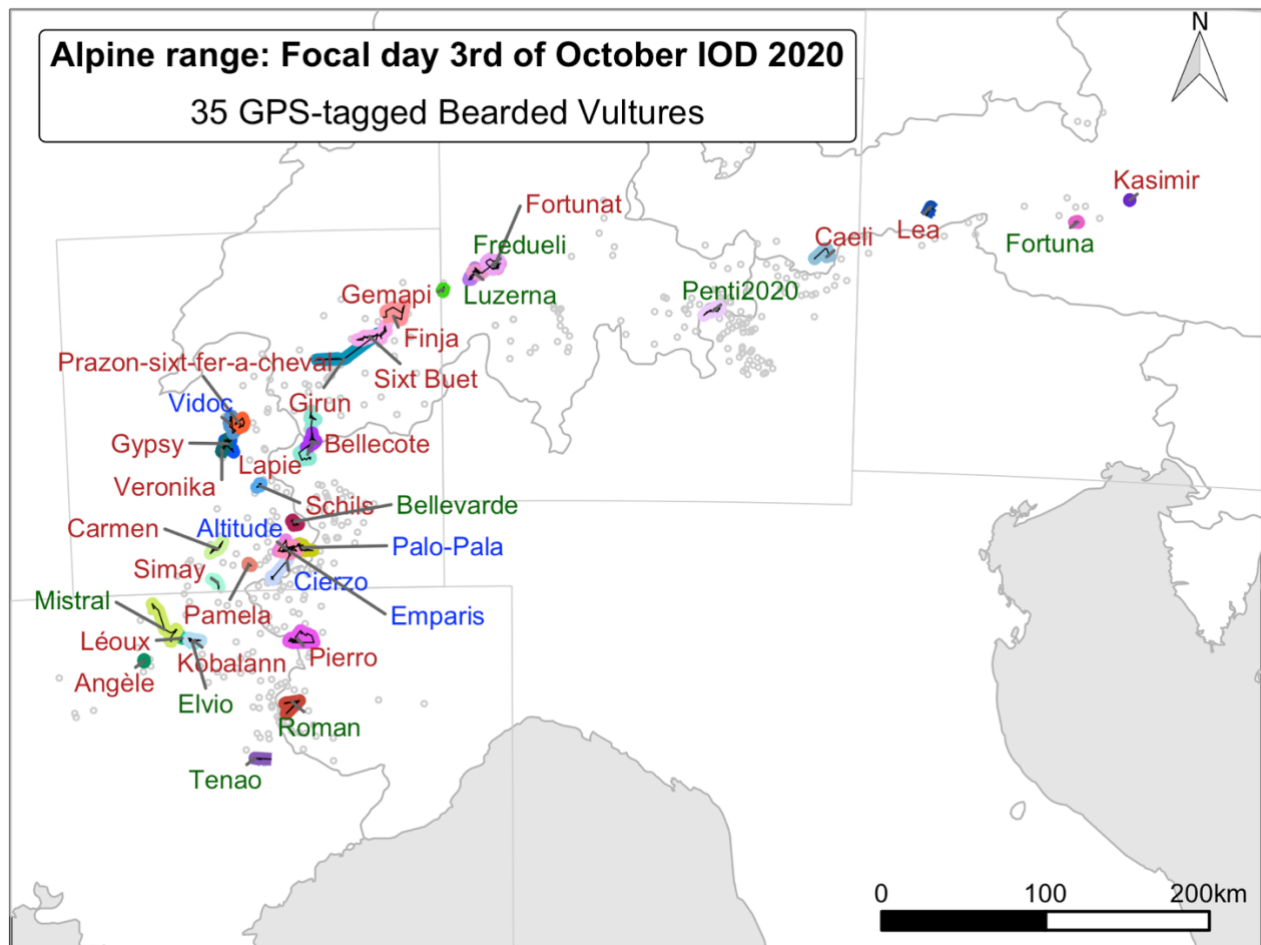 Alpine range: Focal day 3rd of October IOD 2020
35 GPS-tagged Bearded Vultures
N
Kasimir
Fortunat
Lea
Caeli
Fortuna
Fredueli
Luzerna
Penti2020
Gemapi
Finja
Prazon-sixt-fer-a-cheval
Sixt Buet
Vidoc
Girun
Gypsy
Bellecote
Lapie
Veronika
Schils
Bellevarde
Carmen
Altitude
Palo-Pala
Simay
Cierzo
Mistral
Pamela
Emparis
Léoux
Kobalann
Pierro
Angèle
Elvio
Roman
Tenao
0 100 200km